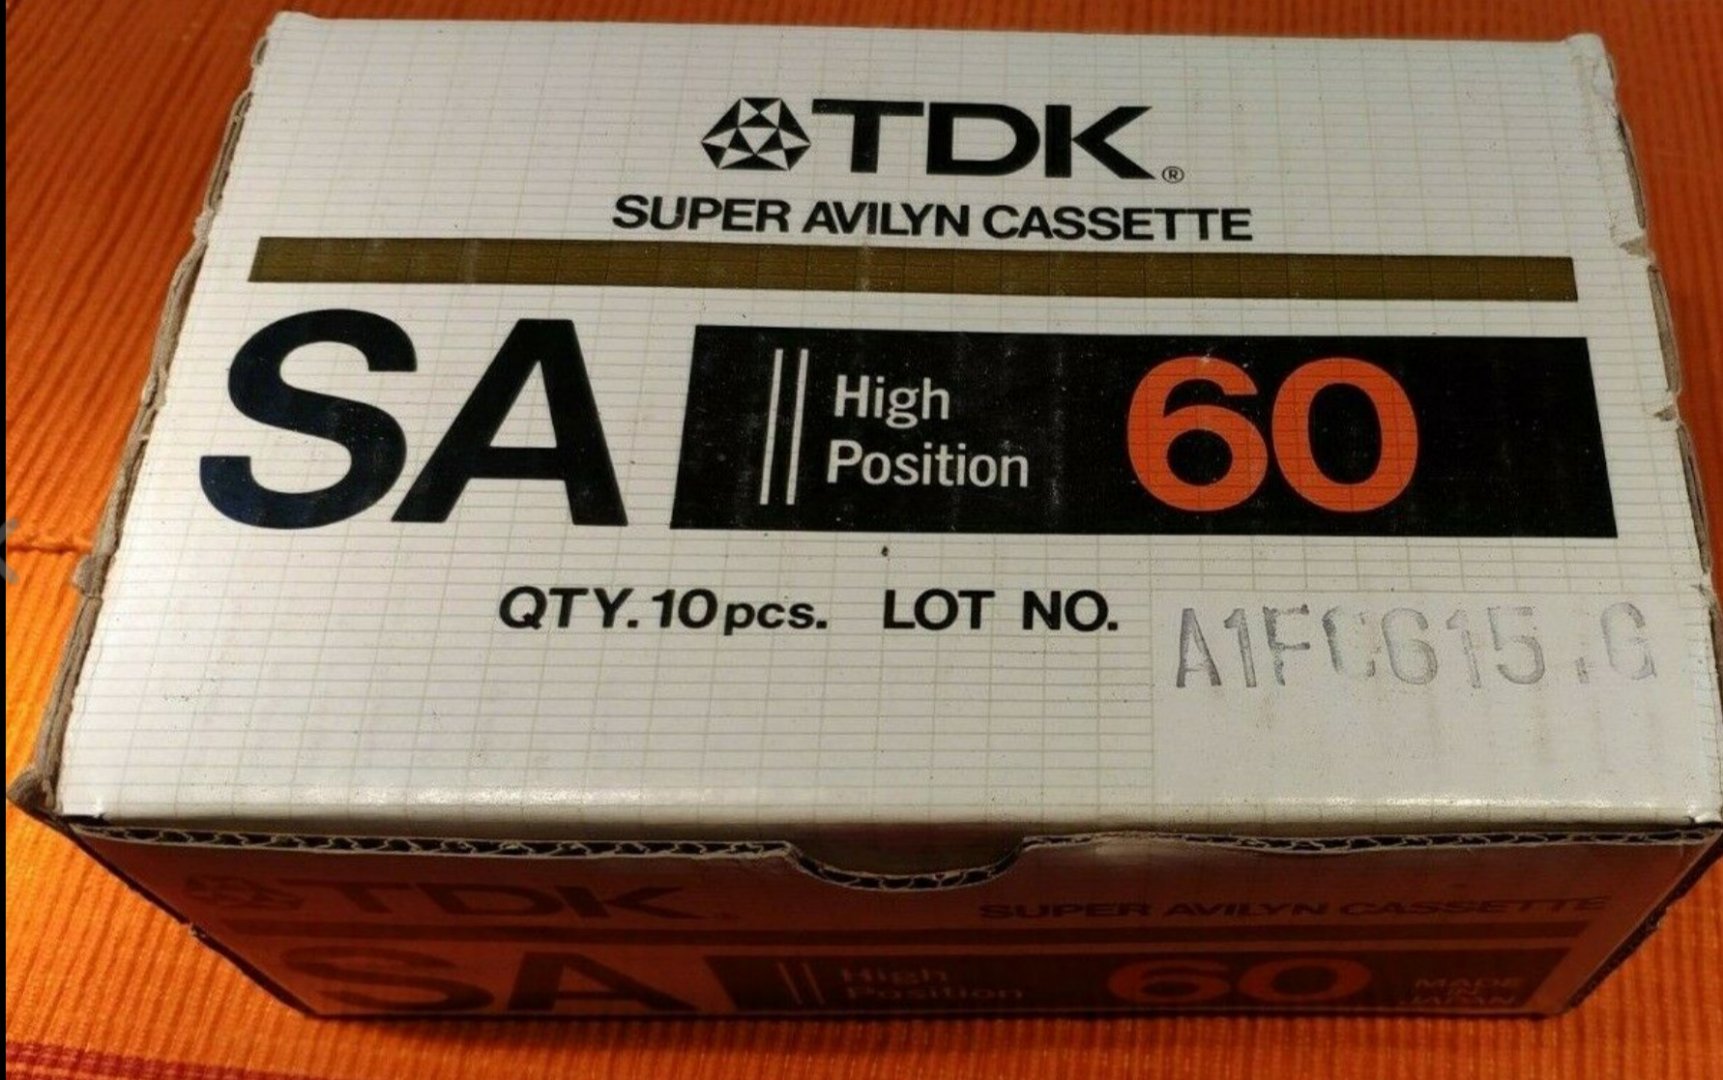 TDK®
SUPER AVILYN CASSETTE
SA || High Position 60
QTY. 10 pcs. LOT NO.
TDK
SUPER AVILYN CASSETTE
SA || High Position 60 MADE IN JAPAN